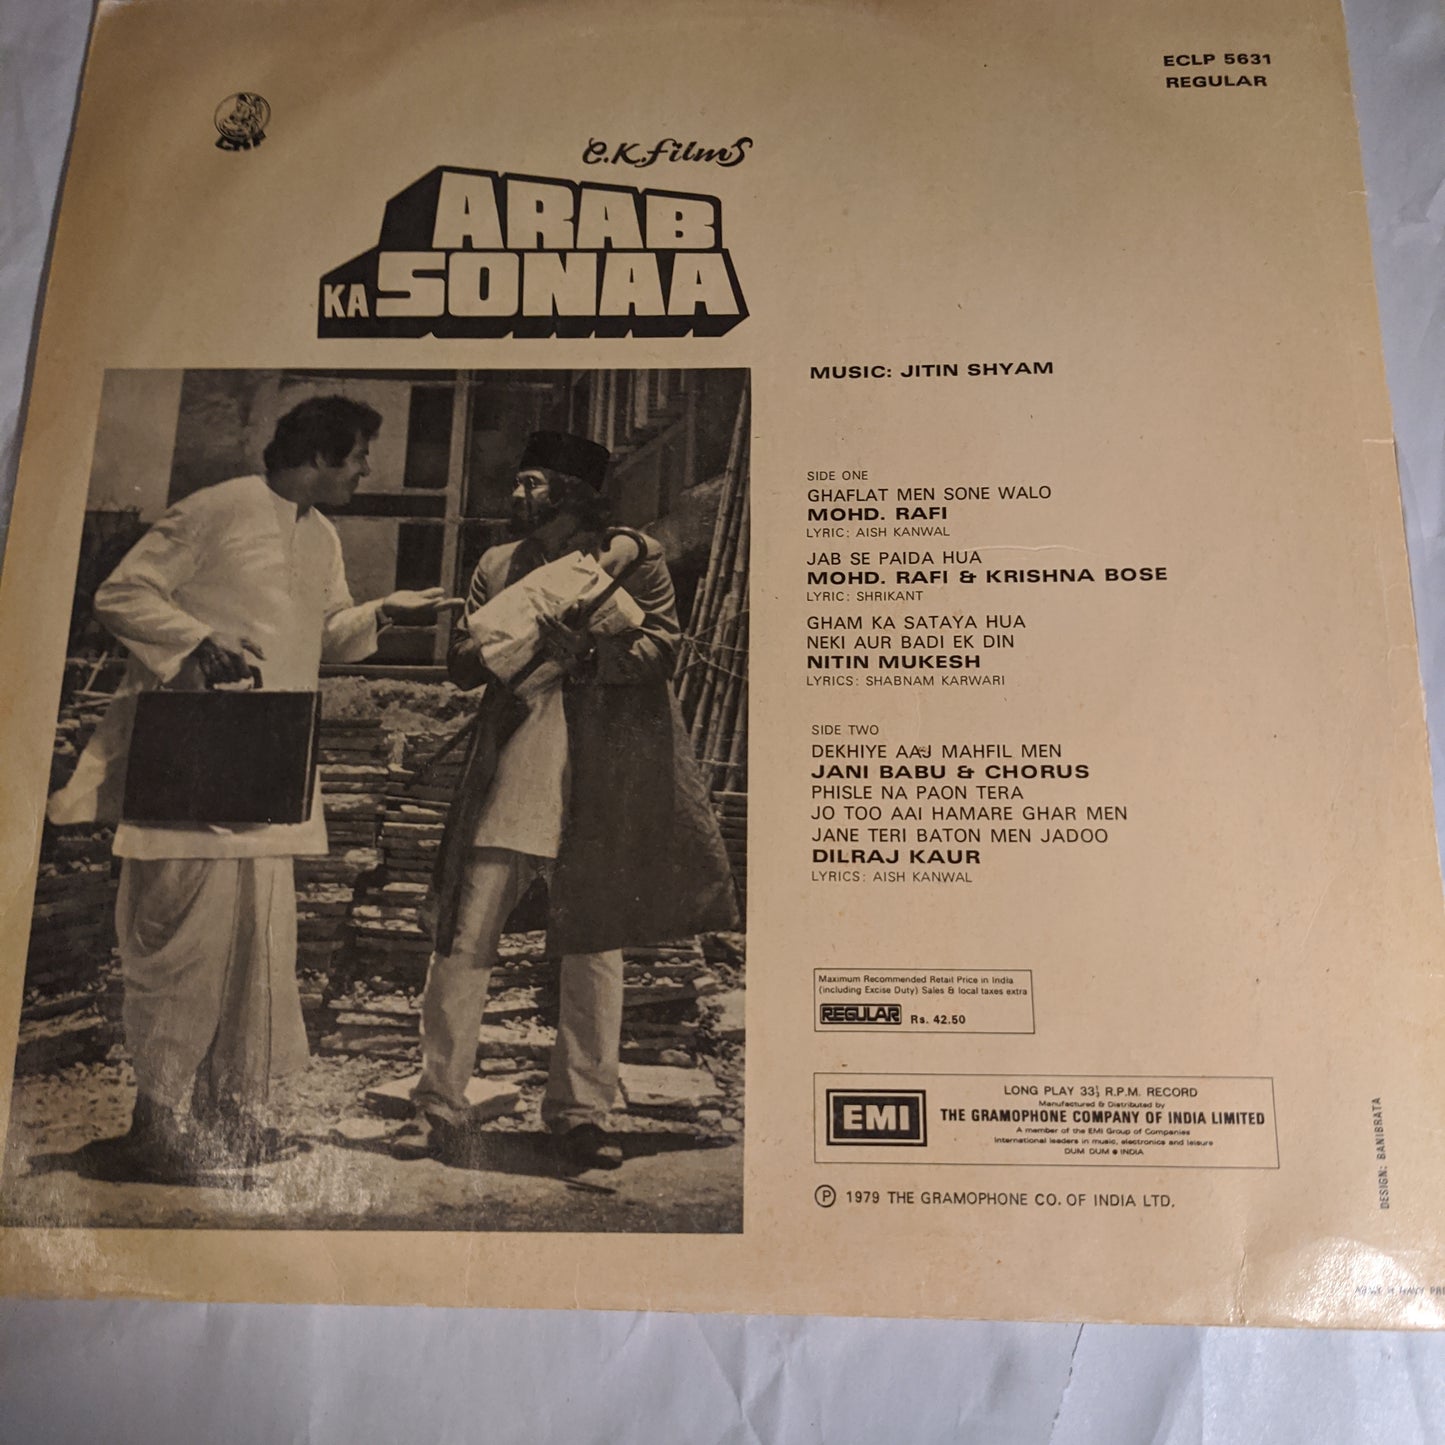 ECLP 5631
REGULAR
CKF
C.K. Films
ARAB
KA SONAA
MUSIC: JITIN SHYAM
SIDE ONE
GHAFLAT MEN SONE WALO
MOHD. RAFI
LYRIC: AISH KANWAL
JAB SE PAIDA HUA
MOHD. RAFI & KRISHNA BOSE
LYRIC: SHRIKANT
GHAM KA SATAYA HUA
NEKI AUR BADI EK DIN
NITIN MUKESH
LYRICS: SHABNAM KARWARI
SIDE TWO
DEKHIYE AAJ MAHFIL MEN
JANI BABU & CHORUS
PHISLE NA PAON TERA
JO TOO AAI HAMARE GHAR MEN
JANE TERI BATON MEN JADOO
DILRAJ KAUR
LYRICS: AISH KANWAL
Maximum Recommended Retail Price in India
(including Excise Duty) Sales & local taxes extra
REGULAR Rs. 42.50
EMI
LONG PLAY 33⅓ R.P.M. RECORD
Manufactured & Distributed by
THE GRAMOPHONE COMPANY OF INDIA LIMITED
A member of the EMI Group of Companies
International leaders in music, electronics and leisure
DUM DUM ● INDIA
Ⓟ 1979 THE GRAMOPHONE CO. OF INDIA LTD.
DESIGN: BANIBRATA